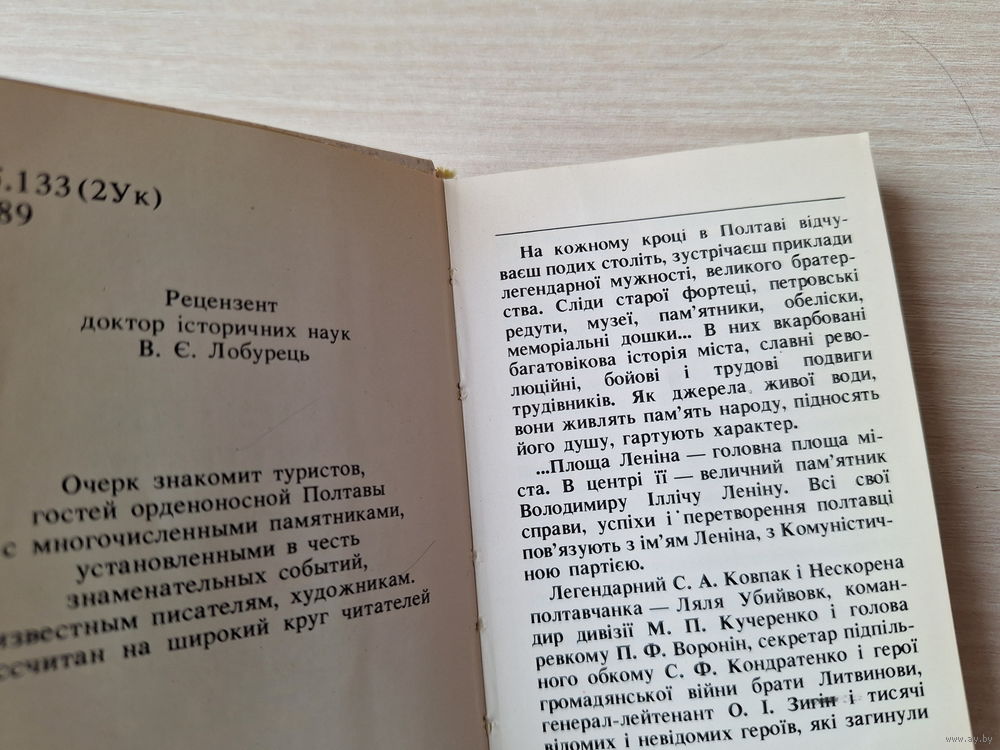 б.133(2Ук)
89
Рецензент
доктор історичних наук
В. Є. Лобурець
Очерк знакомит туристов,
гостей орденоносной Полтавы
с многочисленными памятниками,
установленными в честь
знаменательных событий,
известным писателям, художникам.
ссчитан на широкий круг читателей
На кожному кроці в Полтаві відчу-
ваєш подих століть, зустрічаєш приклади
легендарної мужності, великого братер-
ства. Сліди старої фортеці, петровські
редути, музеї, пам'ятники, обеліски,
меморіальні дошки... В них вкарбовані
багатовікова історія міста, славні рево-
люційні, бойові і трудові подвиги
трудівників. Як джерела живої води,
вони живлять пам'ять народу, підносять
його душу, гартують характер.
...Площа Леніна — головна площа мі-
ста. В центрі її — величний пам'ятник
Володимиру Іллічу Леніну. Всі свої
справи, успіхи і перетворення полтавці
пов'язують з ім'ям Леніна, з Комуністич-
ною партією.
Легендарний С. А. Ковпак і Нескорена
полтавчанка — Ляля Убийвовк, коман-
дир дивізії М. П. Кучеренко і голова
ревкому П. Ф. Воронін, секретар підпіль-
ного обкому С. Ф. Кондратенко і герої
громадянської війни брати Литвинови,
генерал-лейтенант О. І. Зигін і тисячі
відомих і невідомих героїв, які загинули
www.ay.by